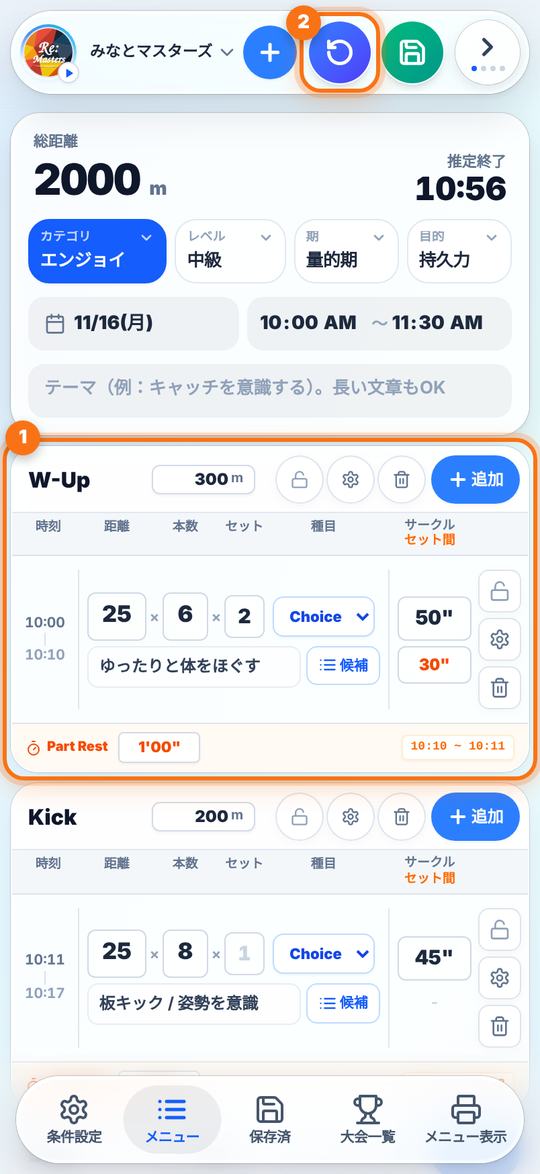 2
Re:
Masters
みなとマスターズ
総距離
2000 m
推定終了
10:56
カテゴリ
エンジョイ
レベル
中級
期
量的期
目的
持久力
11/16(月)
10:00 AM ～11:30 AM
テーマ（例：キャッチを意識する）。長い文章もOK
1
W-Up 300 m + 追加
時刻 距離 本数 セット 種目 サークル
セット間
10:00
10:10
25 × 6 × 2 Choice 50"
ゆったりと体をほぐす 候補 30"
Part Rest 1'00" 10:10 ~ 10:11
Kick 200 m + 追加
時刻 距離 本数 セット 種目 サークル
セット間
10:11
10:17
25 × 8 × 1 Choice 45"
板キック / 姿勢を意識 候補 -
条件設定 メニュー 保存済 大会一覧 メニュー表示